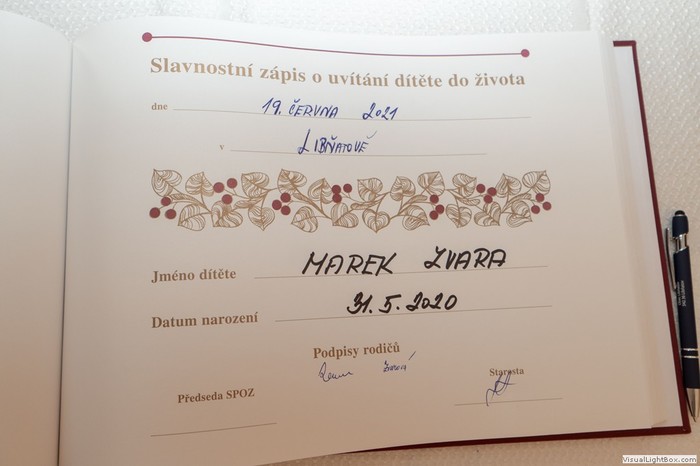 Slavnostní zápis o uvítání dítěte do života
dne 19. ČERVNA 2021
v LIBŇATOVĚ
Jméno dítěte MAREK ZVARA
Datum narození 31.5.2020
Podpisy rodičů
Starosta
Předseda SPOZ
VisualLightBox.com